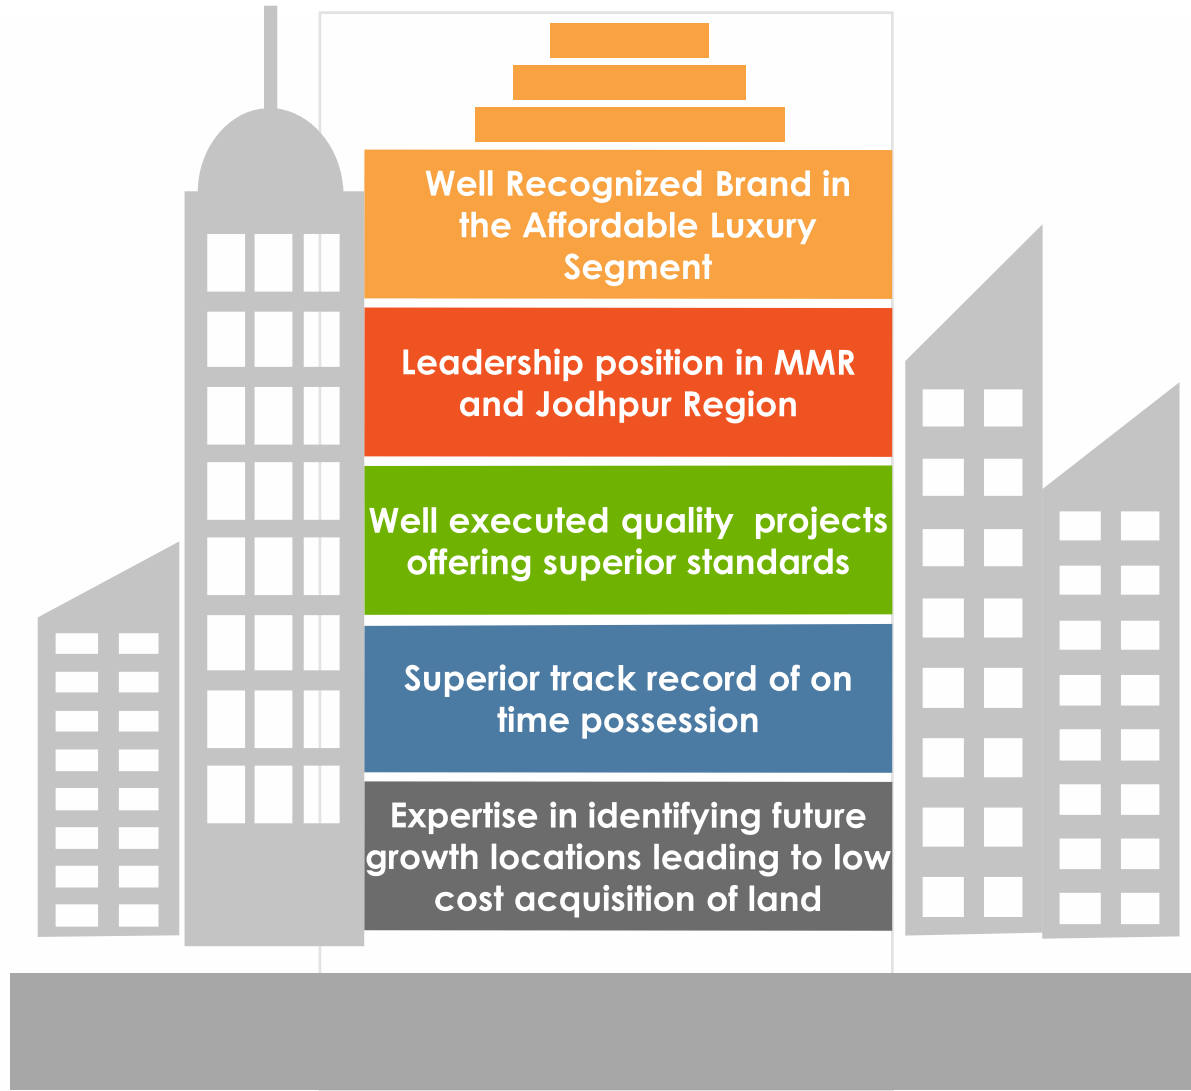 Well Recognized Brand in
the Affordable Luxury
Segment
Leadership position in MMR
and Jodhpur Region
Well executed quality  projects
offering superior standards
Superior track record of on
time possession
Expertise in identifying future
growth locations leading to low
cost acquisition of land